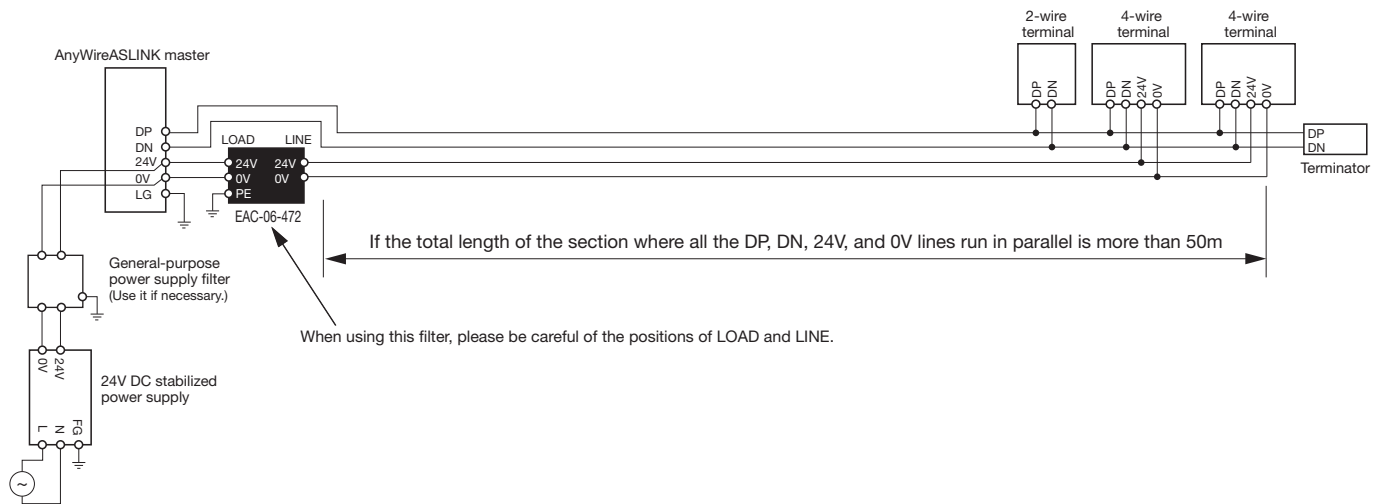 2-wire
terminal
4-wire
terminal
4-wire
terminal
AnyWireASLINK master
DP
DN
24V
0V
DP
DN
24V
0V
DP
DN
DP
DN
24V
0V
LG
LOAD
LINE
24V
0V
PE
24V
0V
EAC-06-472
DP
DN
Terminator
If the total length of the section where all the DP, DN, 24V, and 0V lines run in parallel is more than 50m
General-purpose
power supply filter
(Use it if necessary.)
When using this filter, please be careful of the positions of LOAD and LINE.
0V
24V
24V DC stabilized
power supply
L
N
FG
~